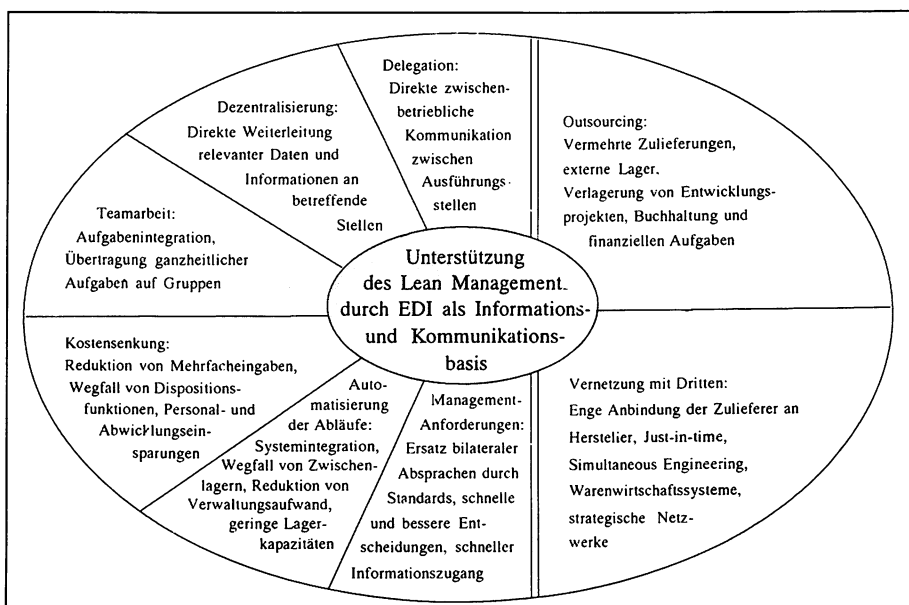 Delegation:
Direkte zwischen-
betriebliche
Kommunikation
zwischen
Ausführungs-
stellen
Outsourcing:
Vermehrte Zulieferungen,
externe Lager.
Verlagerung von Entwicklungs-
projekten, Buchhaltung und
finanziellen Aufgaben
Dezentralisierung:
Direkte Weiterleitung
relevanter Daten und
Informationen an
betreffende
Stellen
Teamarbeit:
Aufgabenintegration,
Übertragung ganzheitlicher
Aufgaben auf Gruppen
Unterstützung
des Lean Management
durch EDI als Informations-
und Kommunikations-
basis
Kostensenkung:
Reduktion von Mehrfacheingaben,
Wegfall von Dispositions-
funktionen, Personal- und
Abwicklungsein-
sparungen
Auto-
matisierung
der Abläufe:
Systemintegration,
Wegfall von Zwischen-
lagern, Reduktion von
Verwaltungsaufwand,
geringe Lager-
kapazitäten
Management-
Anforderungen:
Ersatz bilateraler
Absprachen durch
Standards, schnelle
und bessere Ent-
scheidungen, schneller
Informationszugang
Vernetzung mit Dritten:
Enge Anbindung der Zulieferer an
Hersteller, Just-in-time,
Simultaneous Engineering,
Warenwirtschaftssysteme,
strategische Netz-
werke